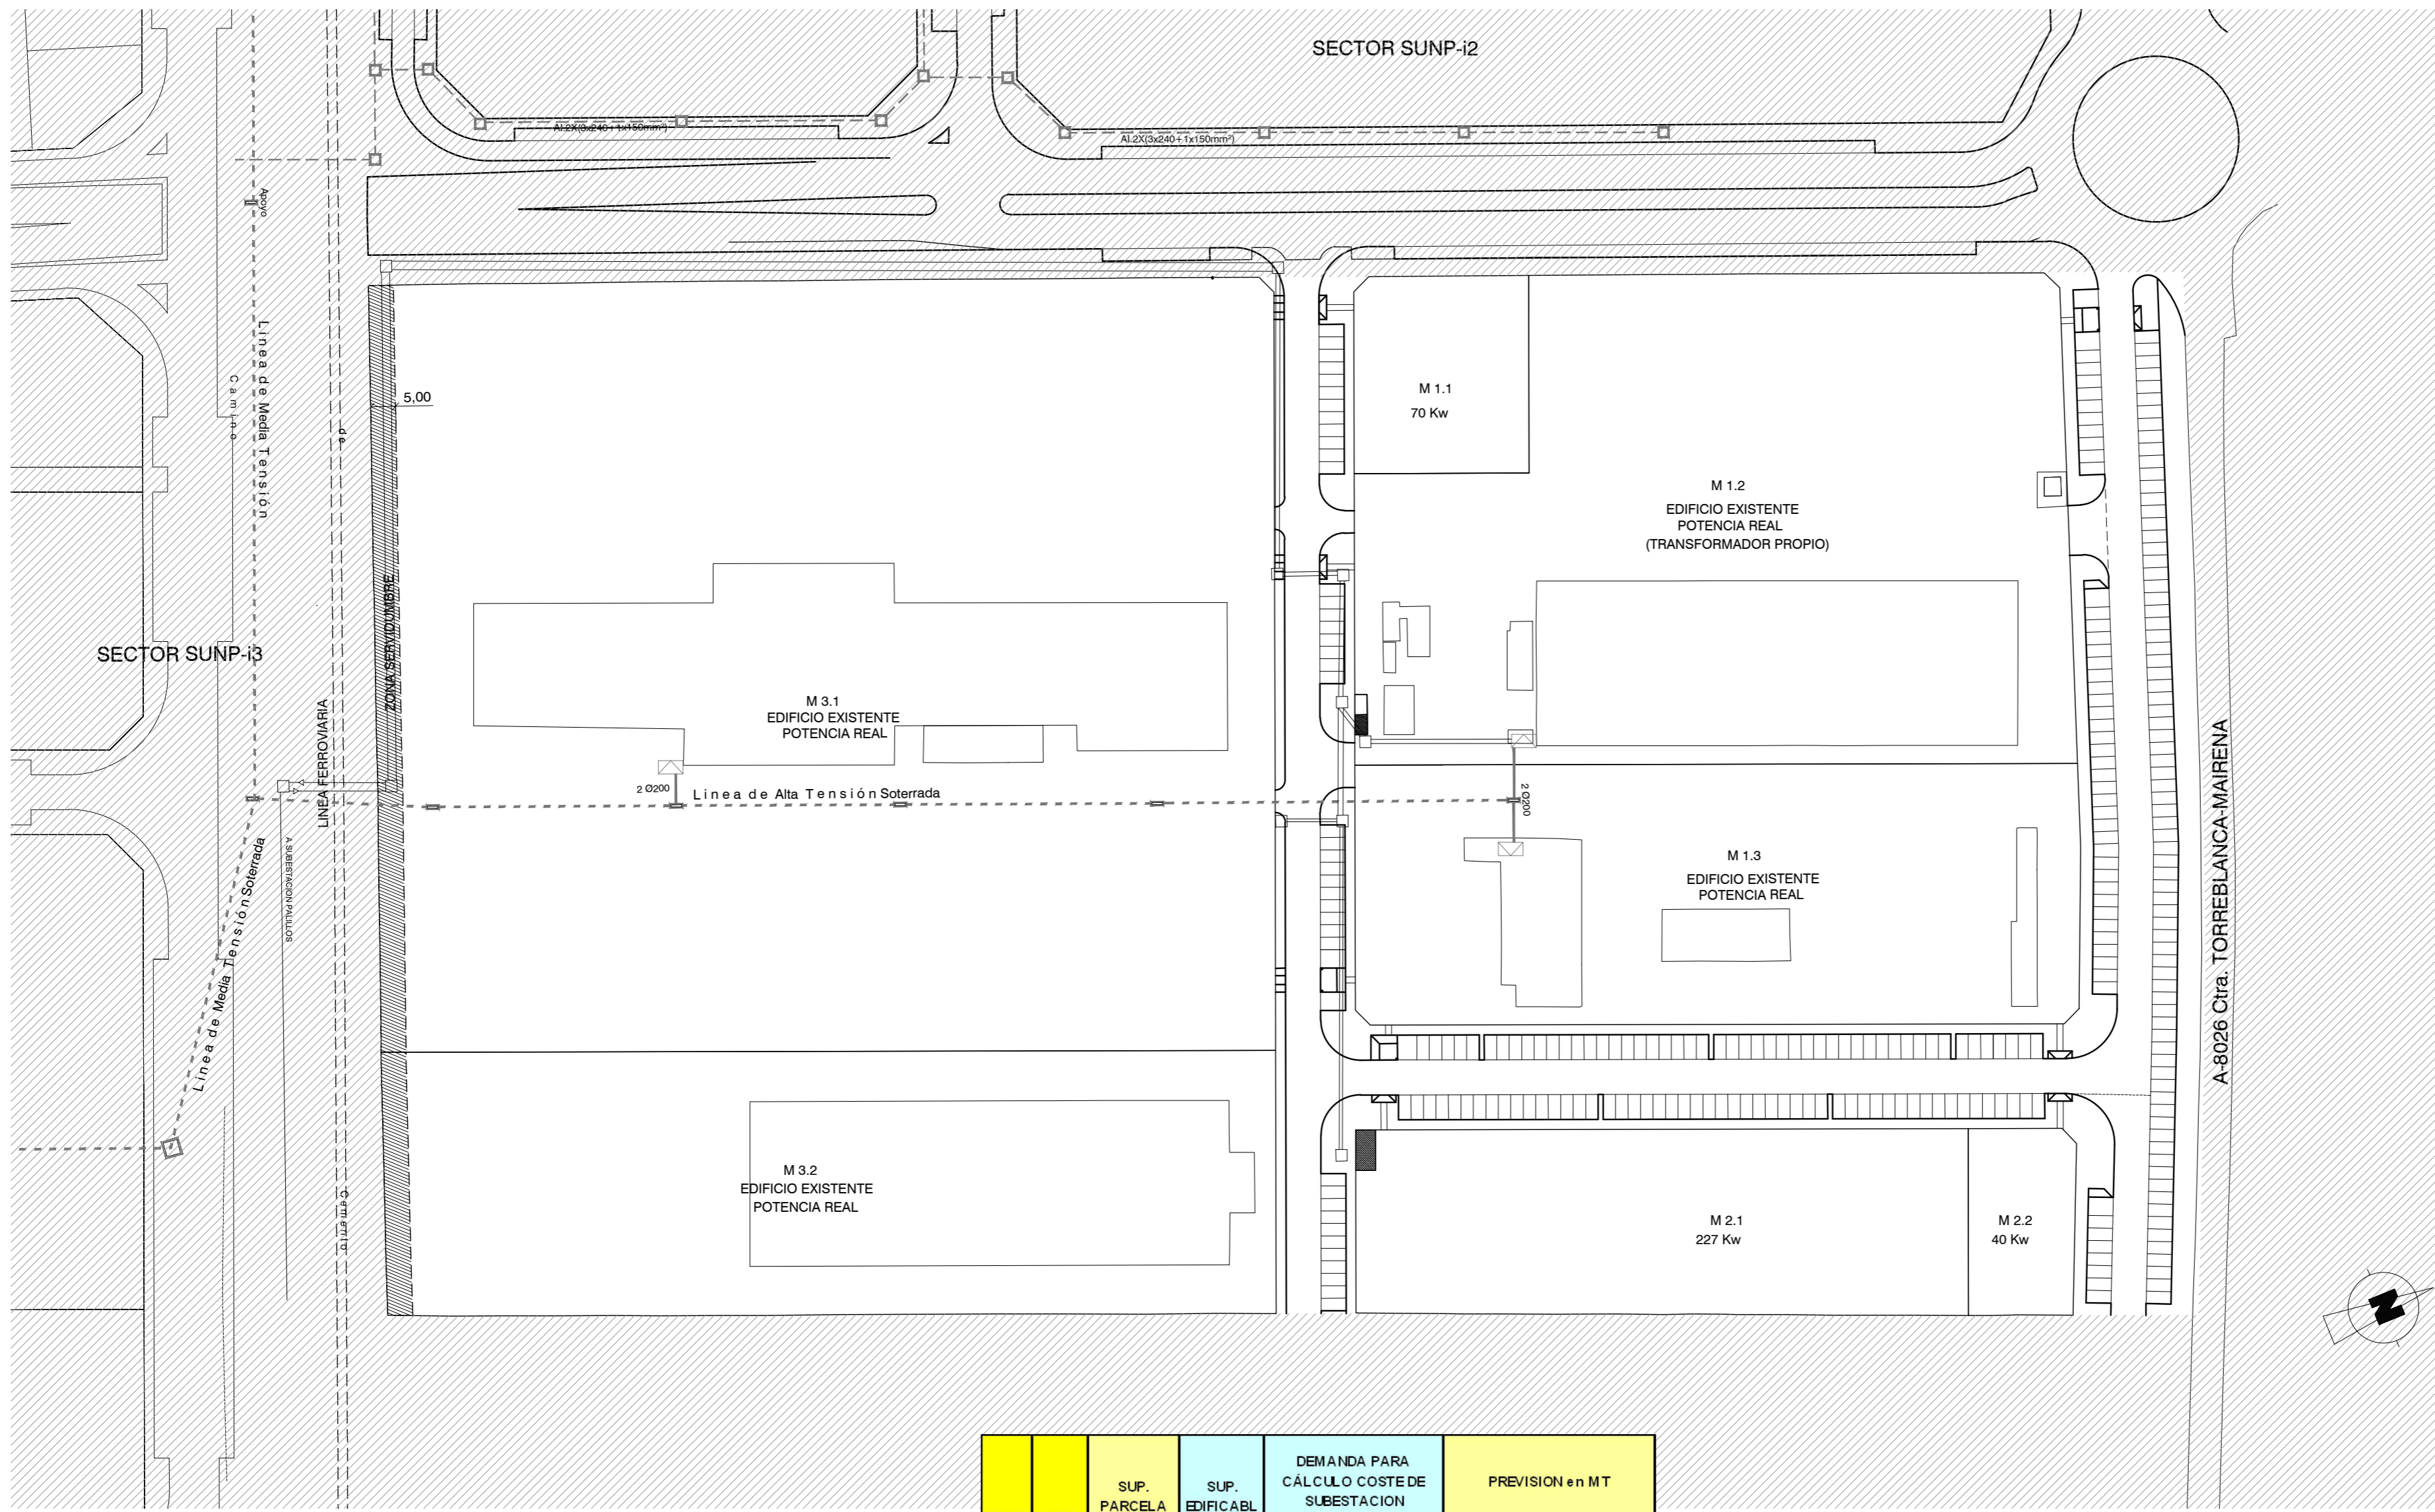 SECTOR SUNP-i2
Al.2X(3x240+1x150mm²)
Al.2X(3x240+1x150mm²)
Apoyo
Linea de Media Tensión
Camino
de
5,00
M 1.1
70 Kw
M 1.2
EDIFICIO EXISTENTE
POTENCIA REAL
(TRANSFORMADOR PROPIO)
ZONA SERVIDUMBRE
SECTOR SUNP-i3
LINEA FERROVIARIA
M 3.1
EDIFICIO EXISTENTE
POTENCIA REAL
2 Ø200
Linea de Alta Tensión Soterrada
2 Ø200
A SUBESTACION PALILLOS
Linea de Media Tensión Soterrada
M 1.3
EDIFICIO EXISTENTE
POTENCIA REAL
A-8026 Ctra. TORREBLANCA-MAIRENA
M 3.2
EDIFICIO EXISTENTE
POTENCIA REAL
Cemento
M 2.1
227 Kw
M 2.2
40 Kw
N
SUP.
PARCELA
SUP.
EDIFICABL
DEMANDA PARA
CÁLCULO COSTE DE
SUBESTACION
PREVISION en MT